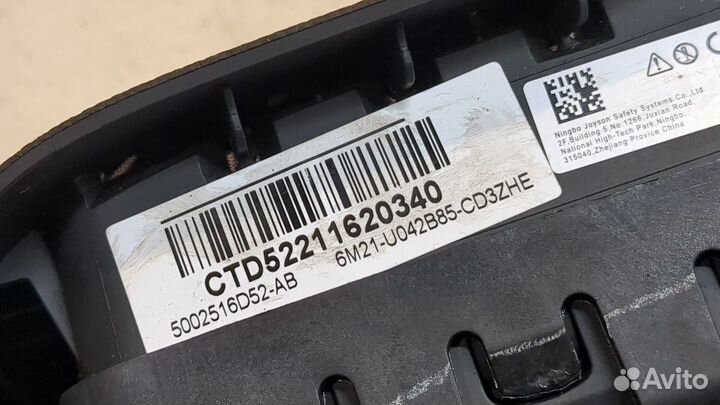 CTD52211620340
5002516D52-AB
6M21-U042B85-CD3ZHE
Ningbo Joyson Safety Systems.Co.,Ltd
2F,Building 5,No.1266,Juxian Road,
National High-Tech Park,Ningbo,
315040,Zhejiang,Provice China
Avito